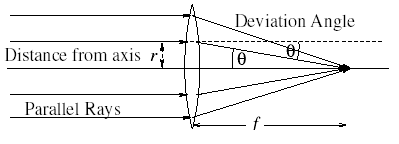 Deviation Angle
Distance from axis r
θ
θ
Parallel Rays
f